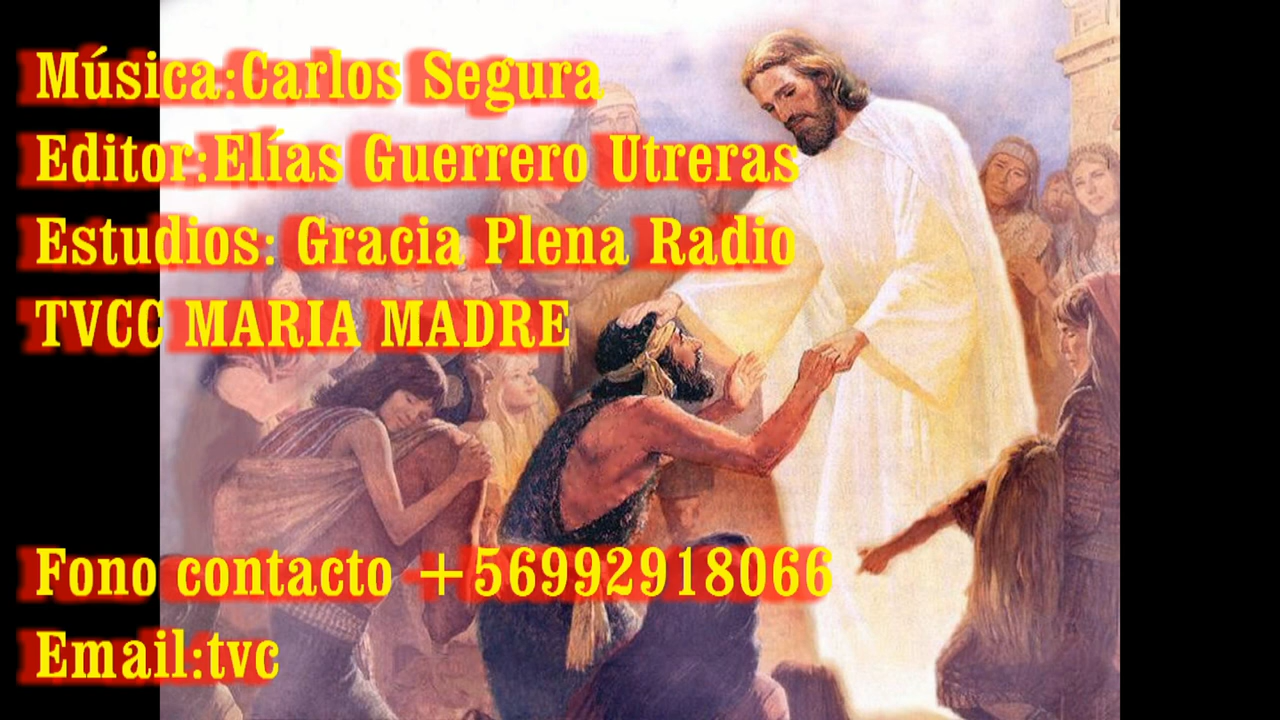 Música:Carlos Segura
Editor:Elías Guerrero Utreras
Estudios: Gracia Plena Radio
TVCC MARIA MADRE
Fono contacto +56992918066
Email:tvc